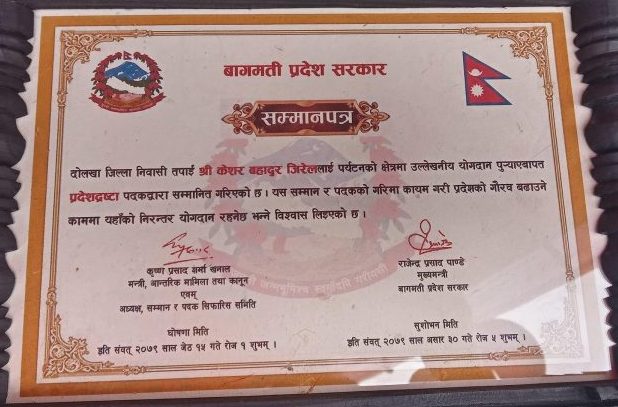 बागमती प्रदेश सरकार
सम्मानपत्र
दोलखा जिल्ला निवासी तपाईं श्री केशर बहादुर जिरेललाई पर्यटनको क्षेत्रमा उल्लेखनीय योगदान पुऱ्याएबापत
प्रदेशद्रष्टा पदकद्वारा सम्मानित गरिएको छ । यस सम्मान र पदकको गरिमा कायम गरी प्रदेशको गौरव बढाउने
काममा यहाँको निरन्तर योगदान रहनेछ भन्ने विश्वास लिइएको छ ।
कृष्ण प्रसाद शर्मा खनाल
मन्त्री, आन्तरिक मामिला तथा कानून
एवम्
अध्यक्ष, सम्मान र पदक सिफारिस समिति
राजेन्द्र प्रसाद पाण्डे
मुख्यमन्त्री
बागमती प्रदेश सरकार
घोषणा मिति
इति संवत् २०७९ साल जेठ १५ गते रोज १ शुभम् ।
सुशोभन मिति
इति संवत् २०७९ साल असार ३० गते रोज ५ शुभम् ।